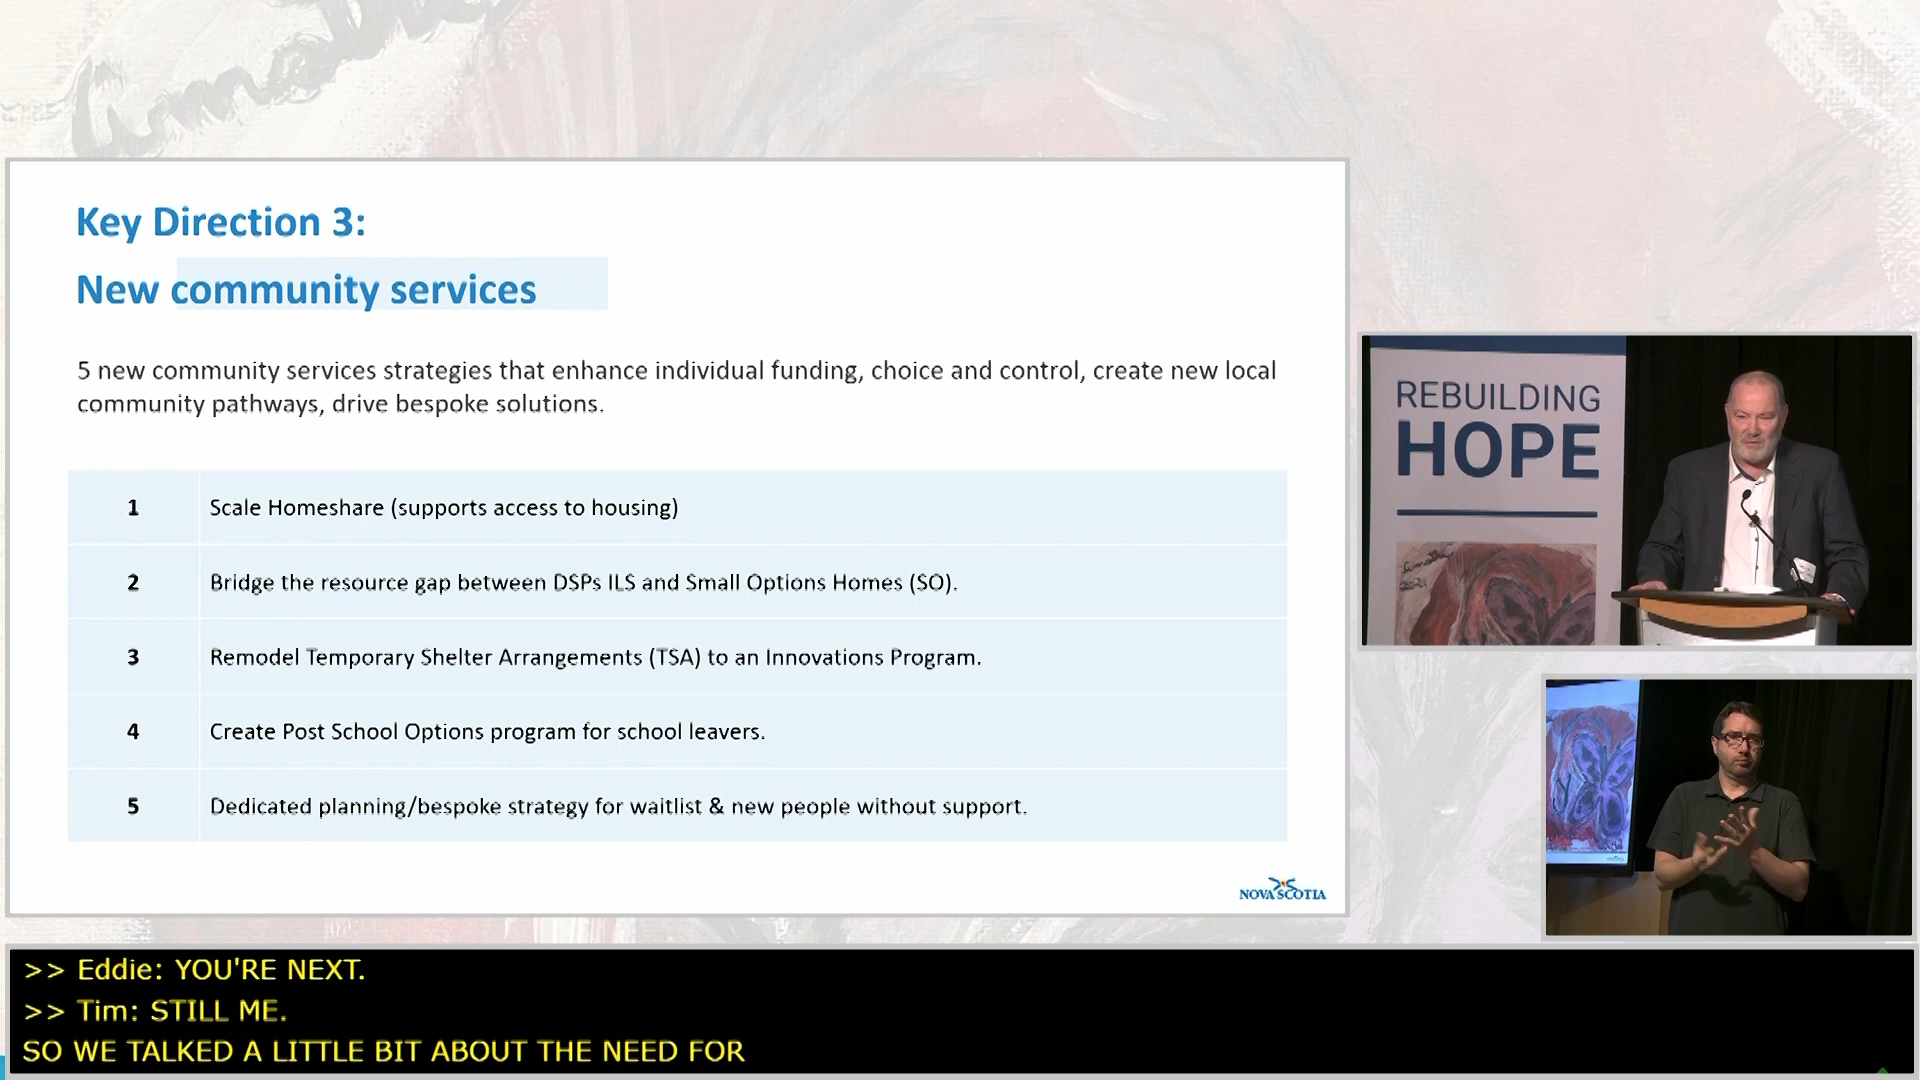 Key Direction 3:
New community services
5 new community services strategies that enhance individual funding, choice and control, create new local
community pathways, drive bespoke solutions.
1 Scale Homeshare (supports access to housing)
2 Bridge the resource gap between DSPs ILS and Small Options Homes (SO).
3 Remodel Temporary Shelter Arrangements (TSA) to an Innovations Program.
4 Create Post School Options program for school leavers.
5 Dedicated planning/bespoke strategy for waitlist & new people without support.
NOVA SCOTIA
REBUILDING
HOPE
>> Eddie: YOU'RE NEXT.
>> Tim: STILL ME.
SO WE TALKED A LITTLE BIT ABOUT THE NEED FOR